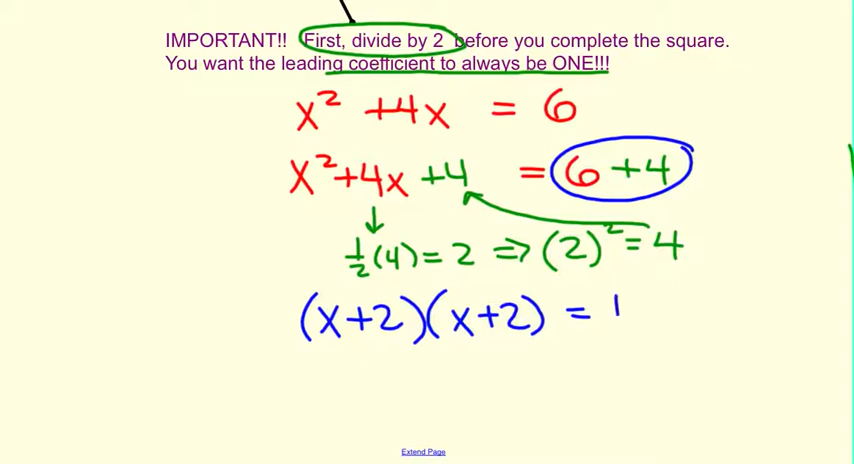 IMPORTANT!! First, divide by 2 before you complete the square.
You want the leading coefficient to always be ONE!!!
x² +4x = 6
x² +4x +4 = 6 +4
½(4) = 2 ⇒ (2)² = 4
(x+2)(x+2) = 1
Extend Page